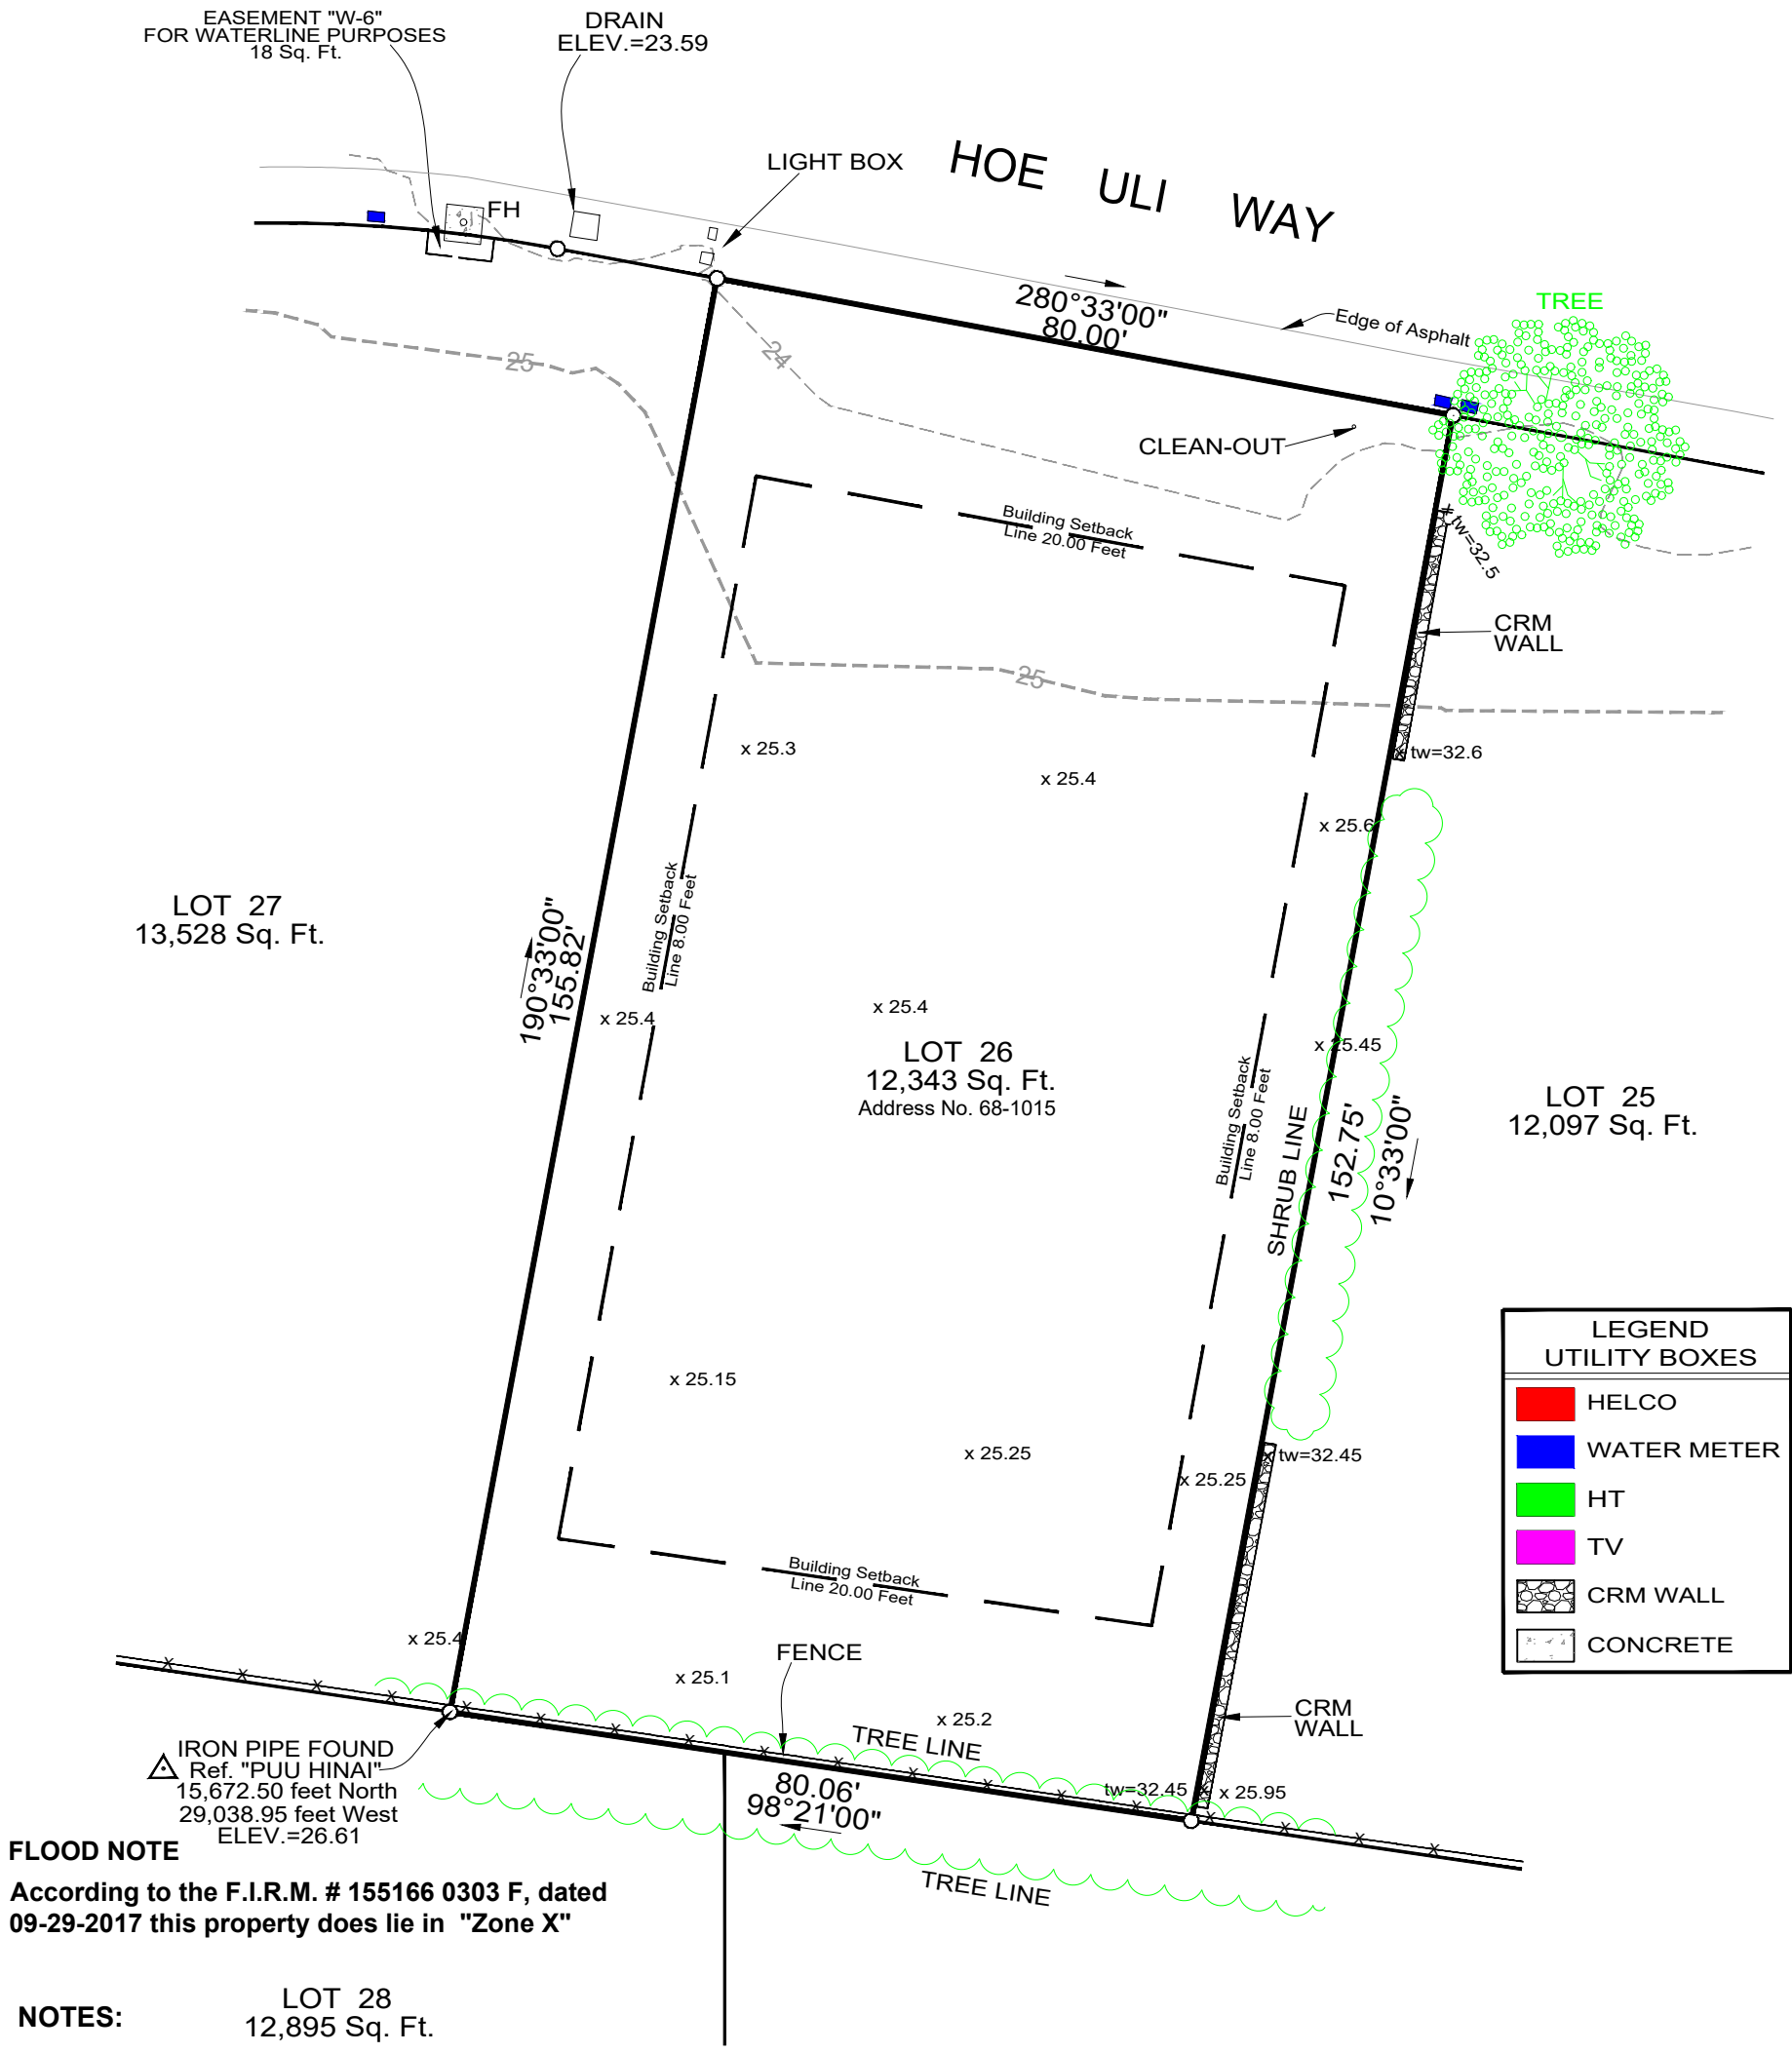 EASEMENT "W-6"
FOR WATERLINE PURPOSES
18 Sq. Ft.
DRAIN
ELEV.=23.59
LIGHT BOX
HOE ULI WAY
FH
280°33'00"
80.00'
Edge of Asphalt
TREE
25
24
CLEAN-OUT
Building Setback
Line 20.00 Feet
tw=32.5
CRM
WALL
25
x 25.3
x 25.4
tw=32.6
x 25.6
LOT 27
13,528 Sq. Ft.
190°33'00"
155.82'
Building Setback
Line 8.00 Feet
x 25.4
x 25.4
LOT 26
12,343 Sq. Ft.
Address No. 68-1015
x 25.45
Building Setback
Line 8.00 Feet
SHRUB LINE
152.75'
10°33'00"
LOT 25
12,097 Sq. Ft.
x 25.15
x 25.25
x 25.25
tw=32.45
LEGEND
UTILITY BOXES
HELCO
WATER METER
HT
TV
CRM WALL
CONCRETE
Building Setback
Line 20.00 Feet
x 25.4
x 25.1
FENCE
x 25.2
TREE LINE
CRM
WALL
tw=32.45
x 25.95
80.06'
98°21'00"
TREE LINE
IRON PIPE FOUND
Ref. "PUU HINAI"
15,672.50 feet North
29,038.95 feet West
ELEV.=26.61
FLOOD NOTE
According to the F.I.R.M. # 155166 0303 F, dated
09-29-2017 this property does lie in "Zone X"
NOTES:
LOT 28
12,895 Sq. Ft.